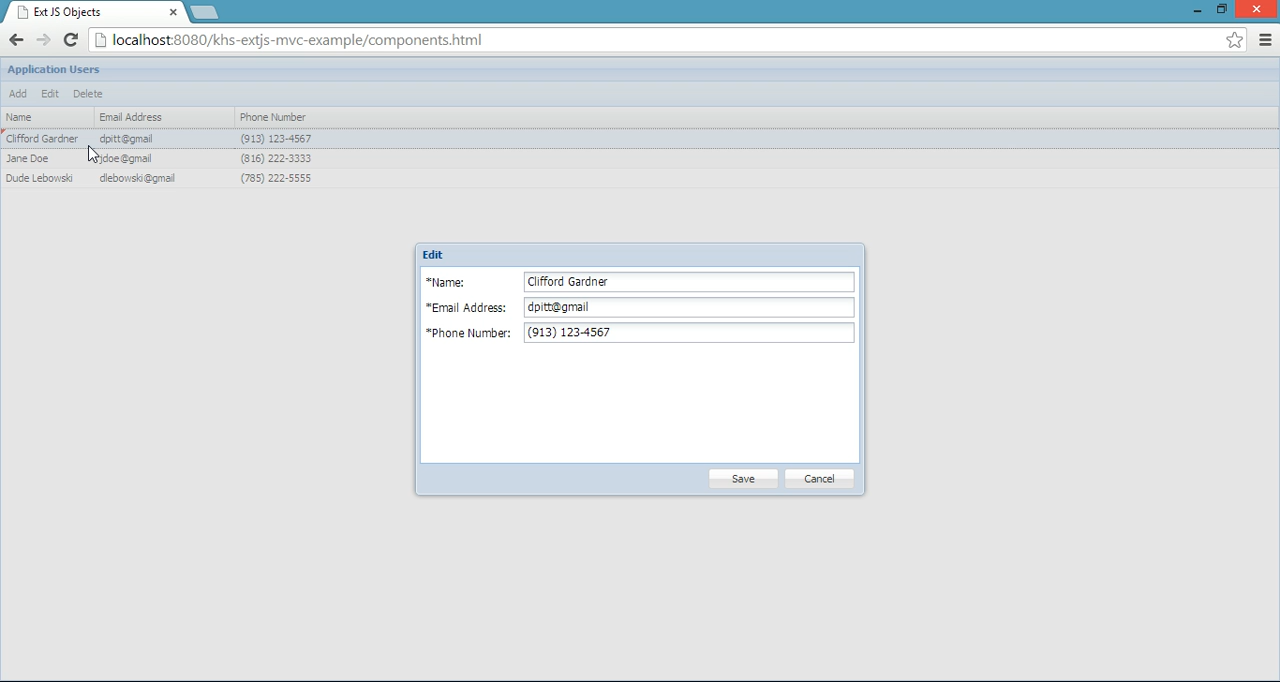 Ext JS Objects
localhost:8080/khs-extjs-mvc-example/components.html
Application Users
Add Edit Delete
Name Email Address Phone Number
Clifford Gardner dpitt@gmail (913) 123-4567
Jane Doe jdoe@gmail (816) 222-3333
Dude Lebowski dlebowski@gmail (785) 222-5555
Edit
*Name: Clifford Gardner
*Email Address: dpitt@gmail
*Phone Number: (913) 123-4567
Save Cancel